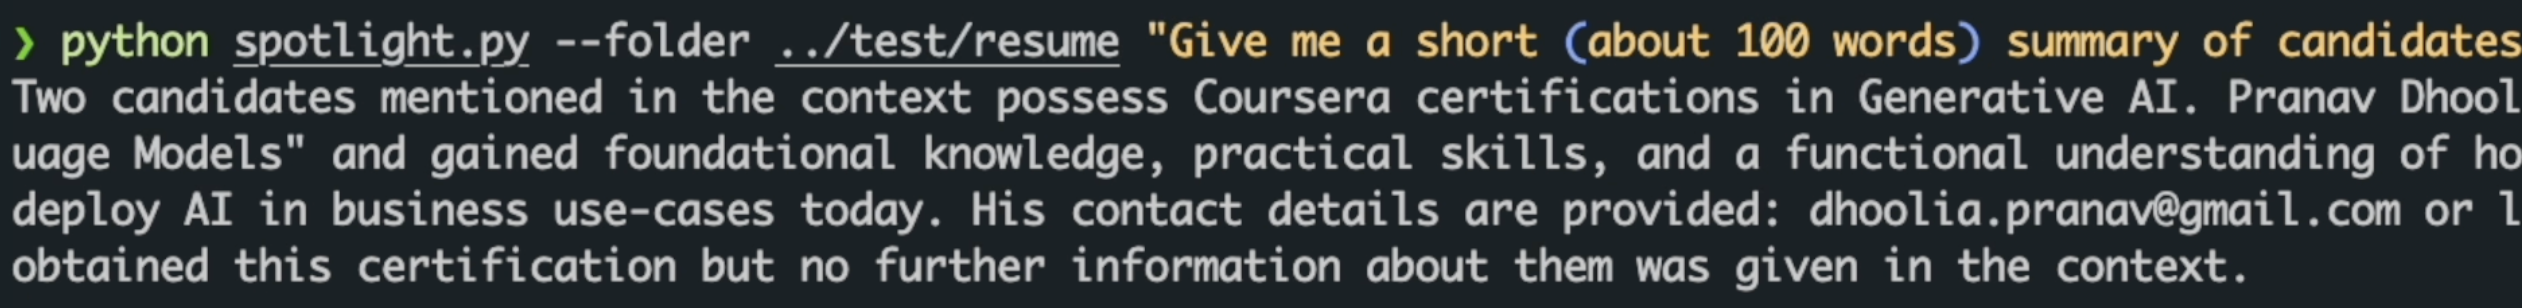 ❯ python spotlight.py --folder ../test/resume "Give me a short (about 100 words) summary of candidates
Two candidates mentioned in the context possess Coursera certifications in Generative AI. Pranav Dhool
uage Models" and gained foundational knowledge, practical skills, and a functional understanding of ho
deploy AI in business use-cases today. His contact details are provided: dhoolia.pranav@gmail.com or l
obtained this certification but no further information about them was given in the context.